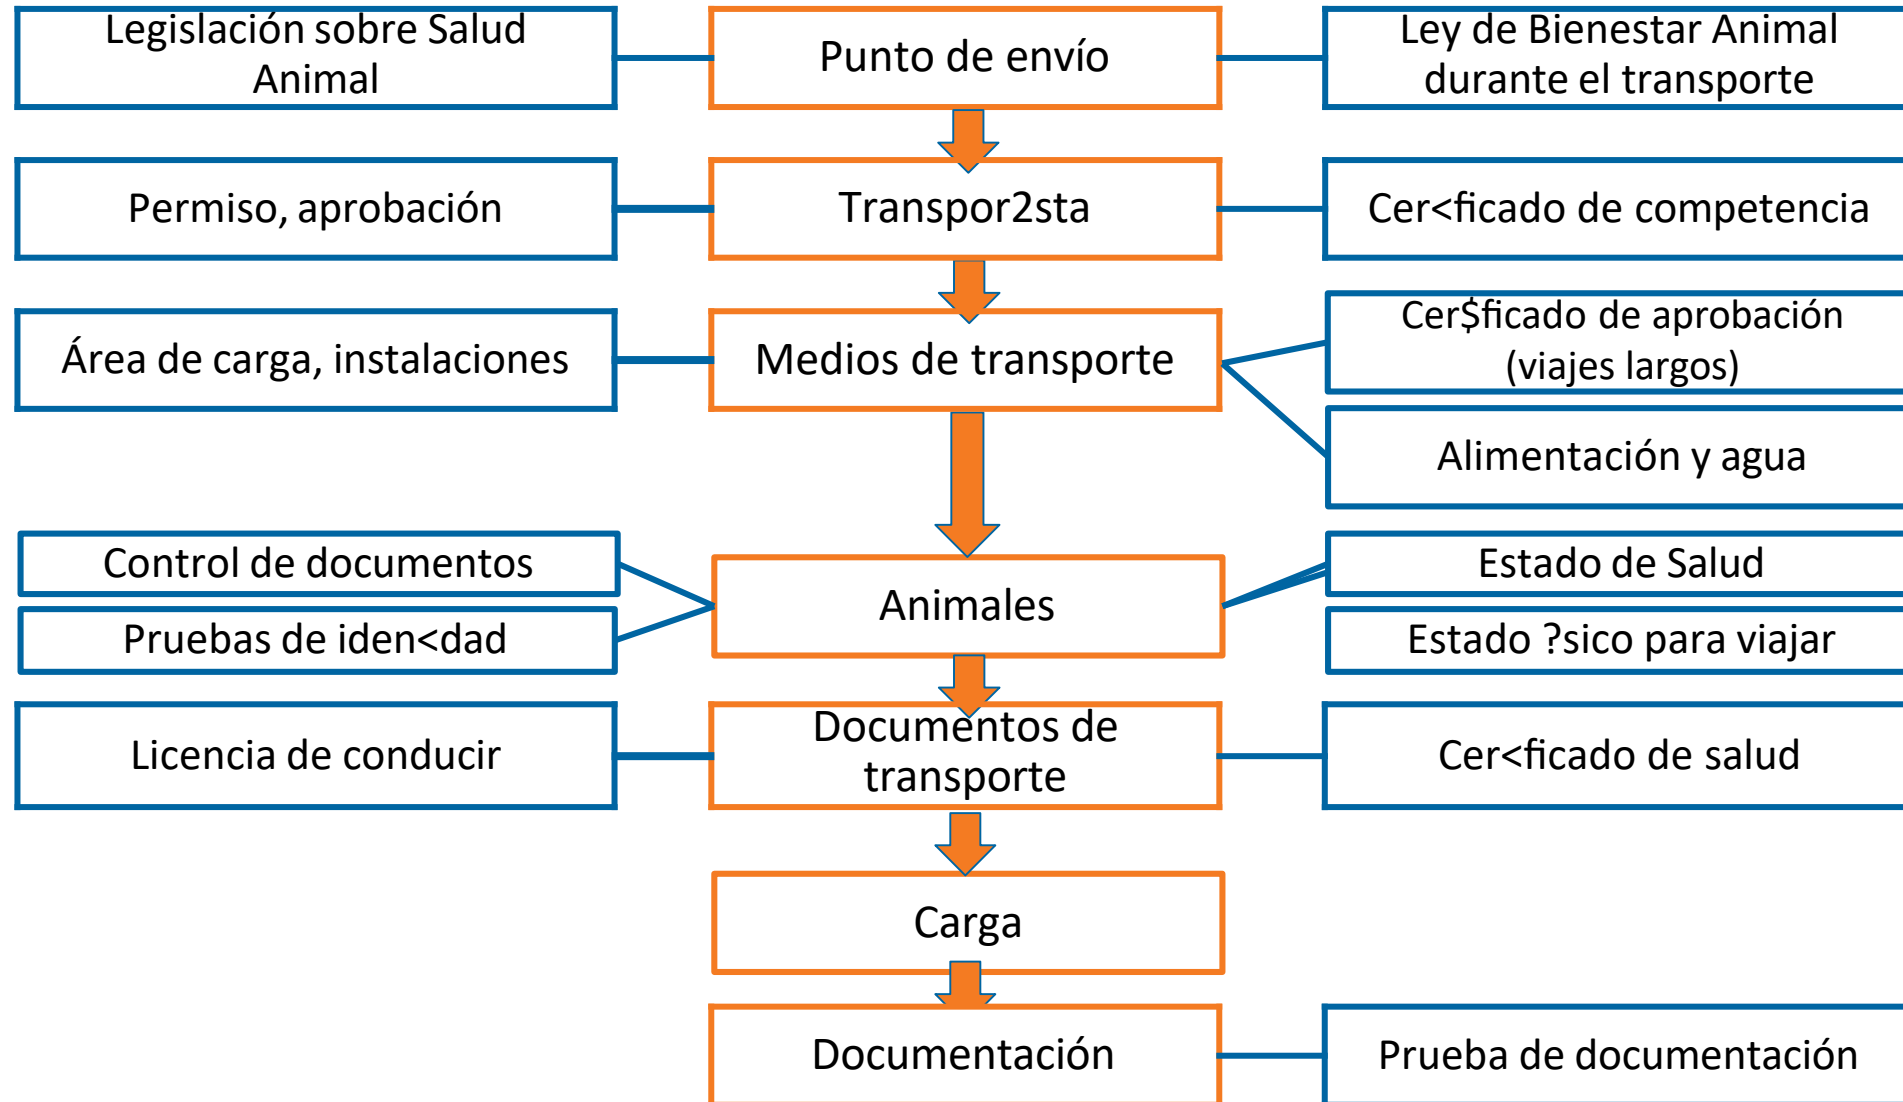 Legislación sobre Salud
Animal
Punto de envío
Ley de Bienestar Animal
durante el transporte
Permiso, aprobación
Transpor2sta
Cer<ficado de competencia
Área de carga, instalaciones
Medios de transporte
Cer$ficado de aprobación
(viajes largos)
Alimentación y agua
Control de documentos
Pruebas de iden<dad
Animales
Estado de Salud
Estado ?sico para viajar
Licencia de conducir
Documentos de
transporte
Cer<ficado de salud
Carga
Documentación
Prueba de documentación